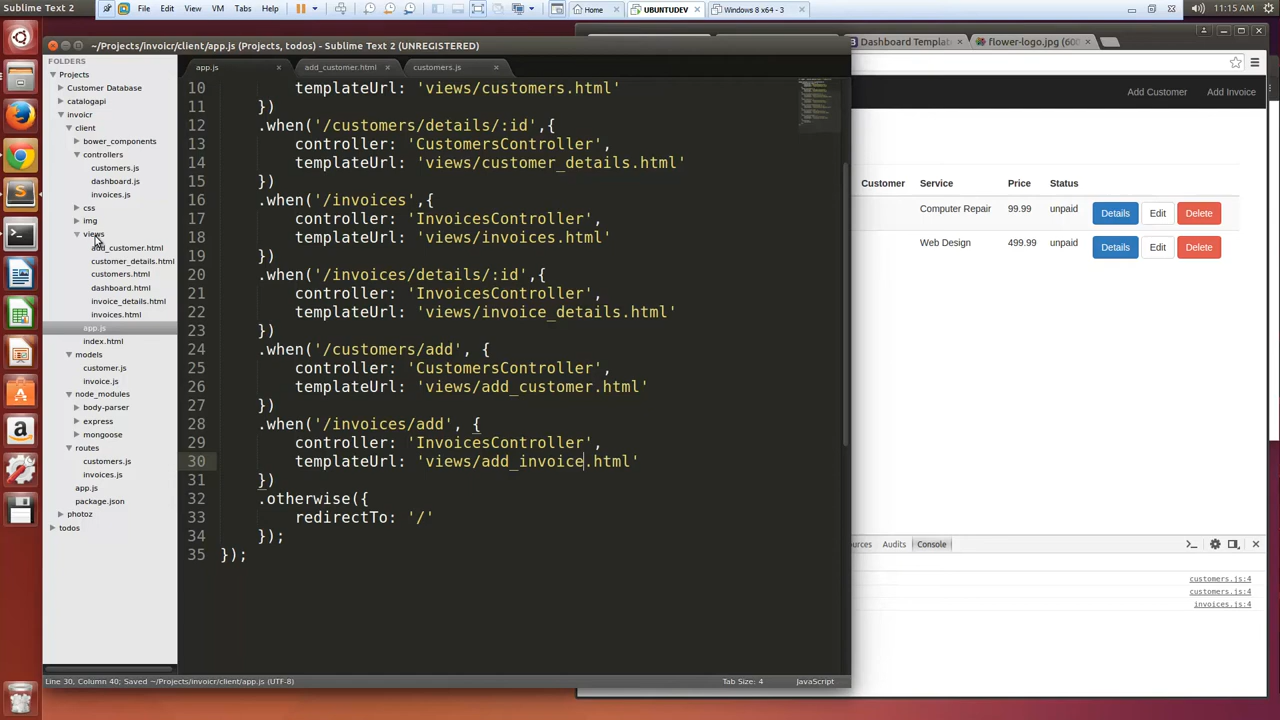 Sublime Text 2
File Edit View VM Tabs Help
Home
UBUNTUDEV
Windows 8 x64 - 3
11:15 AM
~/Projects/invoicr/client/app.js (Projects, todos) - Sublime Text 2 (UNREGISTERED)
Dashboard Templat
flower-logo.jpg (600
FOLDERS
Projects
Customer Database
catalogapi
invoicr
client
bower_components
controllers
customers.js
dashboard.js
invoices.js
css
img
views
add_customer.html
customer_details.html
customers.html
dashboard.html
invoice_details.html
invoices.html
app.js
index.html
models
customer.js
invoice.js
node_modules
body-parser
express
mongoose
routes
customers.js
invoices.js
app.js
package.json
photoz
todos
app.js
add_customer.html
customers.js
10 templateUrl: 'views/customers.html'
11 })
12 .when('/customers/details/:id',{
13 controller: 'CustomersController',
14 templateUrl: 'views/customer_details.html'
15 })
16 .when('/invoices',{
17 controller: 'InvoicesController',
18 templateUrl: 'views/invoices.html'
19 })
20 .when('/invoices/details/:id',{
21 controller: 'InvoicesController',
22 templateUrl: 'views/invoice_details.html'
23 })
24 .when('/customers/add', {
25 controller: 'CustomersController',
26 templateUrl: 'views/add_customer.html'
27 })
28 .when('/invoices/add', {
29 controller: 'InvoicesController',
30 templateUrl: 'views/add_invoice.html'
31 })
32 .otherwise({
33 redirectTo: '/'
34 });
35 });
Line 30, Column 40; Saved ~/Projects/invoicr/client/app.js (UTF-8)
Tab Size: 4
JavaScript
Add Customer
Add Invoice
Customer Service Price Status
Computer Repair 99.99 unpaid Details Edit Delete
Web Design 499.99 unpaid Details Edit Delete
ources Audits Console
customers.js:4
customers.js:4
invoices.js:4